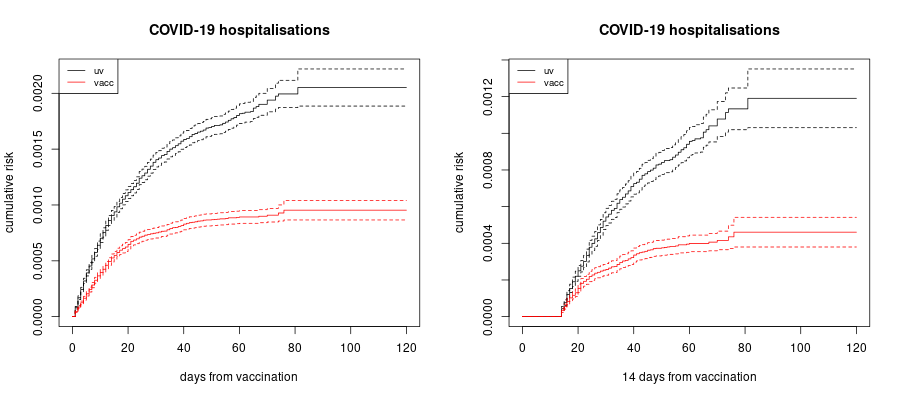 COVID-19 hospitalisations
uv
vacc
cumulative risk
0.0000
0.0005
0.0010
0.0015
0.0020
0 20 40 60 80 100 120
days from vaccination
COVID-19 hospitalisations
uv
vacc
cumulative risk
0.0000
0.0004
0.0008
0.0012
0 20 40 60 80 100 120
14 days from vaccination